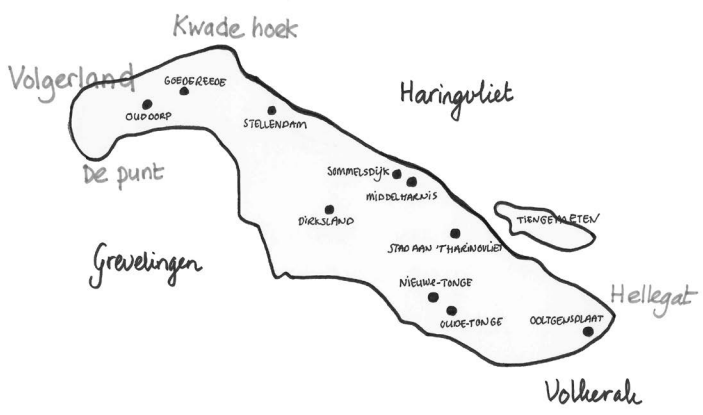 Kwade hoek
Volgerland
GOEDEREEDE
OUDDORP
STELLENDAM
Haringvliet
De punt
SOMMELSDIJK
MIDDELHARNIS
DIRKSLAND
TIENGEMETEN
STAD AAN 'T HARINGVLIET
Grevelingen
NIEUWE-TONGE
OUDE-TONGE
OOLTGENSPLAAT
Hellegat
Volkerak